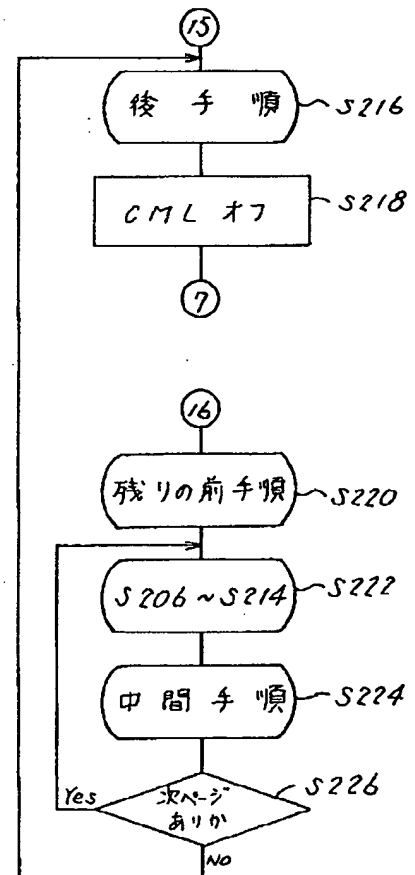 15
後手順 S216
CML オフ S218
7
16
残りの前手順 S220
S206~S214 S222
中間手順 S224
次ページ S226
ありか
Yes
NO